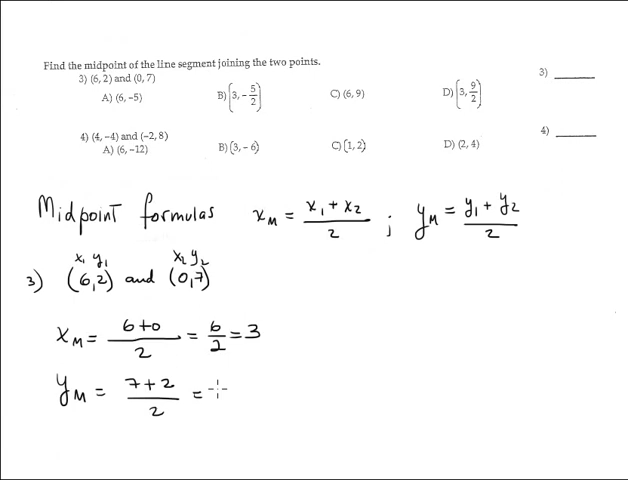 Find the midpoint of the line segment joining the two points.
3) (6, 2) and (0, 7)
3) ______
A) (6, -5) B) (3, -5/2) C) (6, 9) D) (3, 9/2)
4) (4, -4) and (-2, 8)
4) ______
A) (6, -12) B) (3, -6) C) (1, 2) D) (2, 4)
Midpoint formulas x_M = (x₁ + x₂)/2 ; y_M = (y₁ + y₂)/2
x₁ y₁ x₂ y₂
3) (6,2) and (0,7)
x_M = (6+0)/2 = 6/2 = 3
y_M = (7+2)/2 =